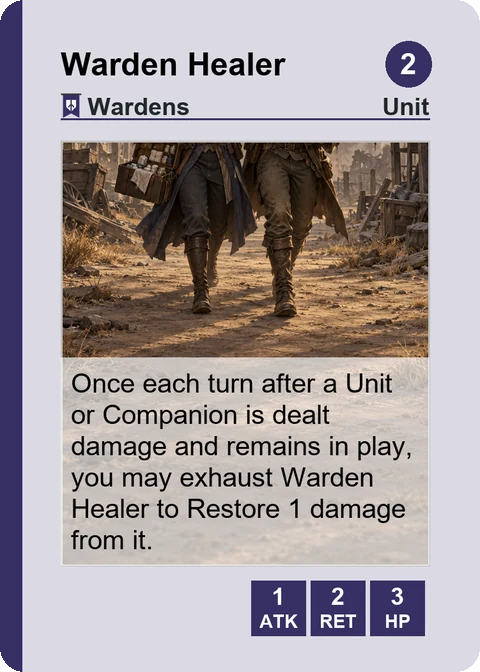 Warden Healer 2
Wardens Unit
Once each turn after a Unit
or Companion is dealt
damage and remains in play,
you may exhaust Warden
Healer to Restore 1 damage
from it.
1 2 3
ATK RET HP